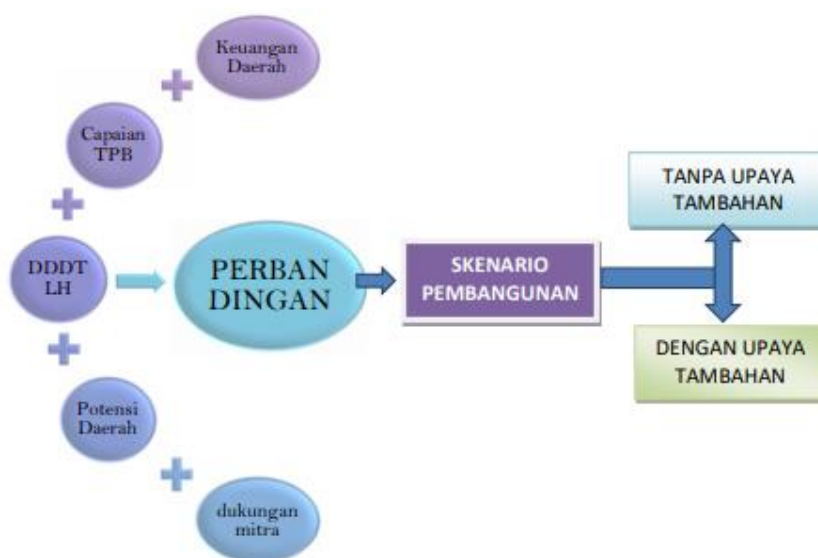 Keuangan
Daerah
Capaian
TPB
DDDT
LH
Potensi
Daerah
dukungan
mitra
PERBAN
DINGAN
SKENARIO
PEMBANGUNAN
TANPA UPAYA
TAMBAHAN
DENGAN UPAYA
TAMBAHAN